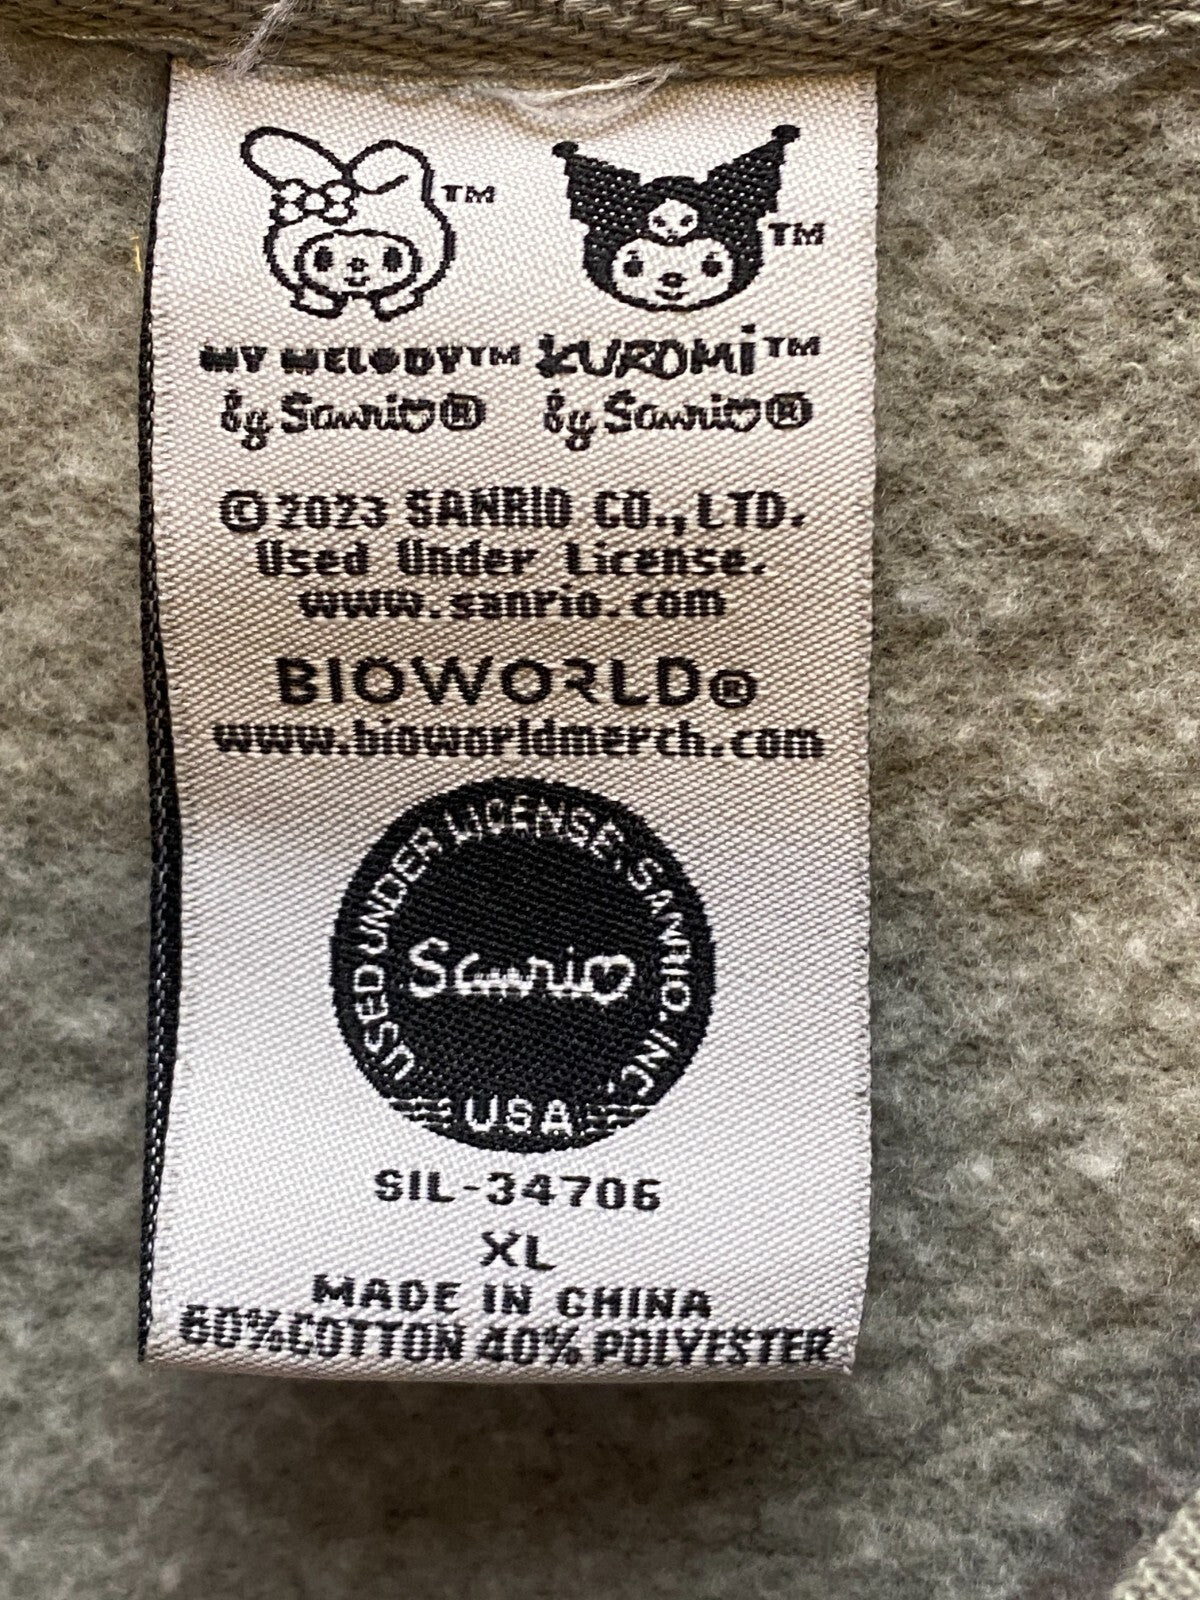 TM TM
MY MELODY™ KUROMI™
by Sanrio® by Sanrio®
©2023 SANRIO CO.,LTD.
Used Under License.
www.sanrio.com
BIOWORLD®
www.bioworldmerch.com
USED UNDER LICENSE, SANRIO, INC.
Sanrio
USA
SIL-34706
XL
MADE IN CHINA
60%COTTON 40% POLYESTER